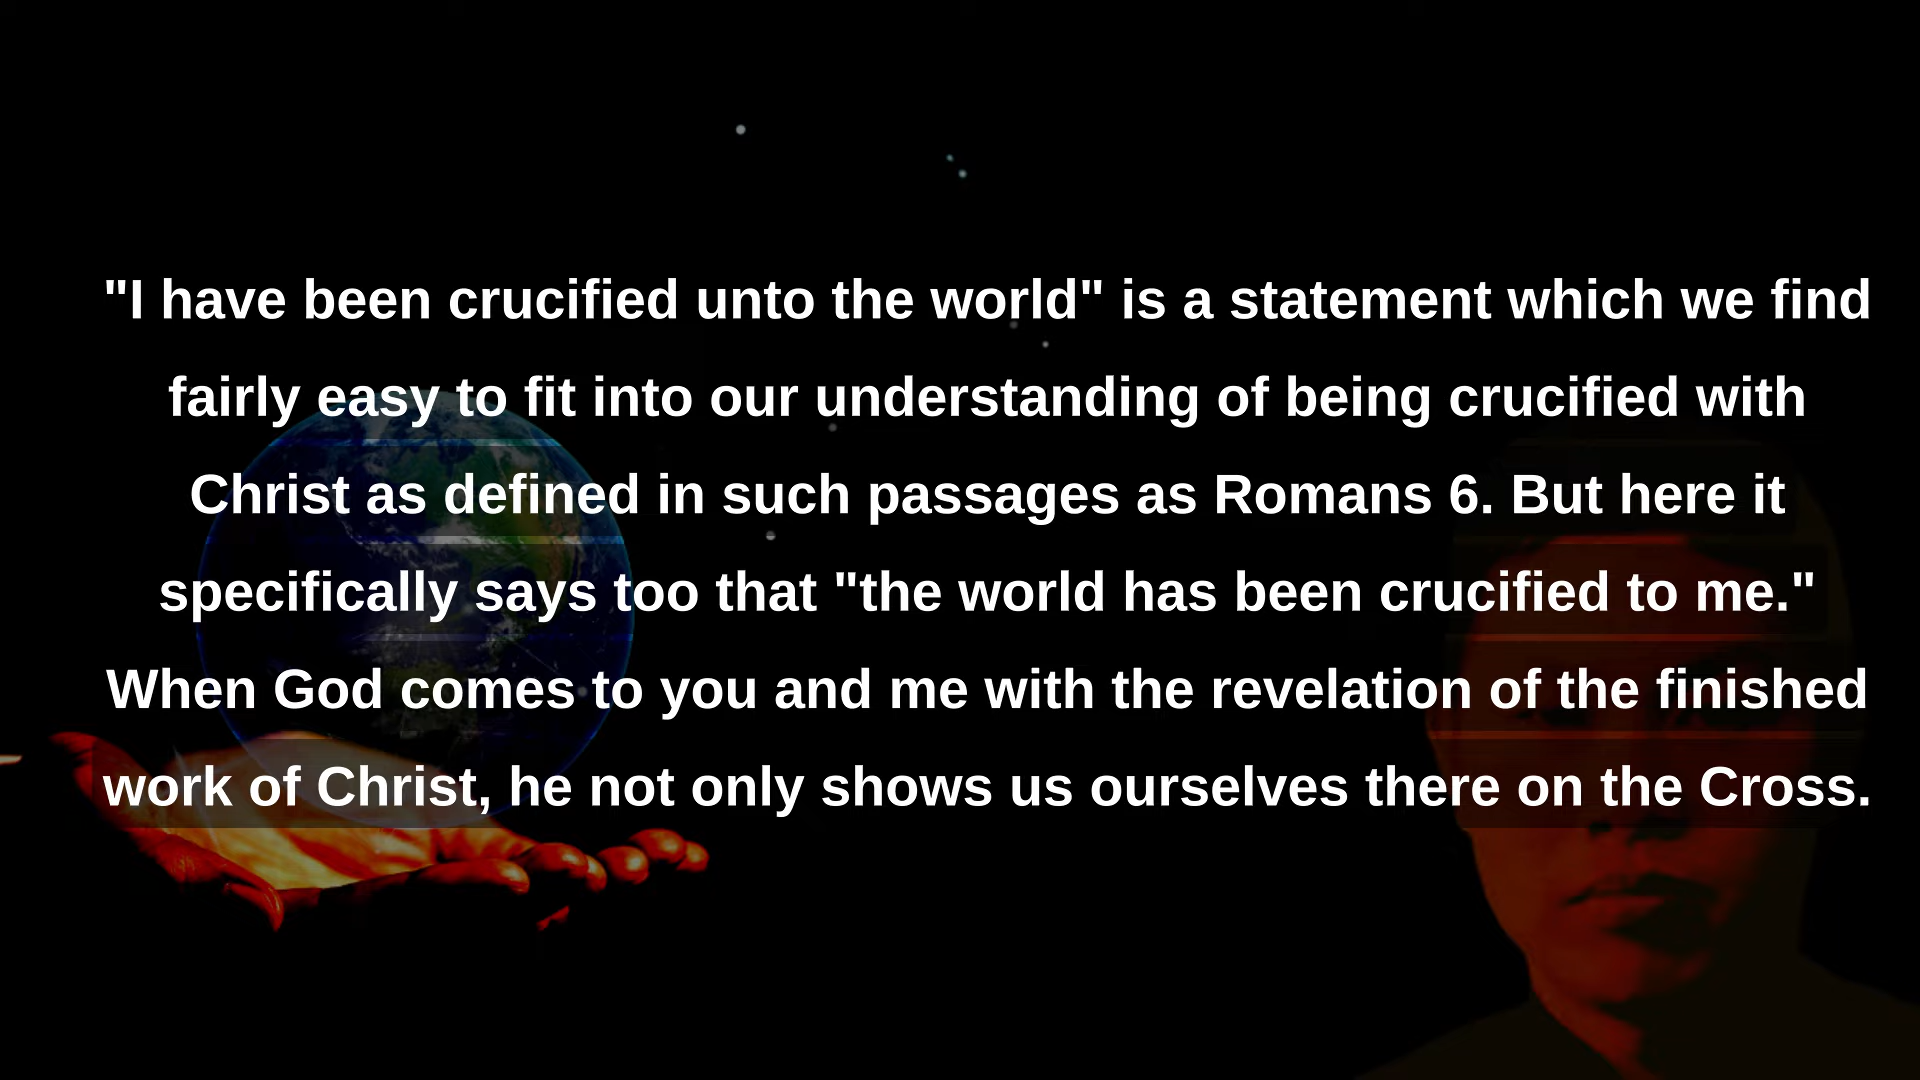 "I have been crucified unto the world" is a statement which we find
fairly easy to fit into our understanding of being crucified with
Christ as defined in such passages as Romans 6. But here it
specifically says too that "the world has been crucified to me."
When God comes to you and me with the revelation of the finished
work of Christ, he not only shows us ourselves there on the Cross.